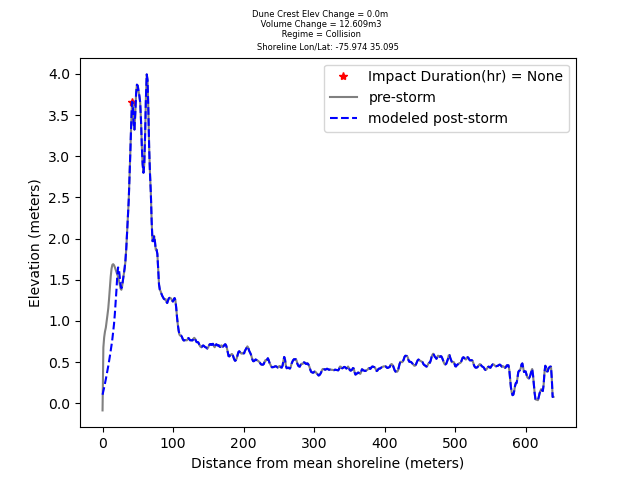 Dune Crest Elev Change = 0.0m
Volume Change = 12.609m3
Regime = Collision
Shoreline Lon/Lat: -75.974 35.095
Impact Duration(hr) = None
pre-storm
modeled post-storm
4.0
3.5
3.0
2.5
2.0
1.5
1.0
0.5
0.0
Elevation (meters)
0 100 200 300 400 500 600
Distance from mean shoreline (meters)